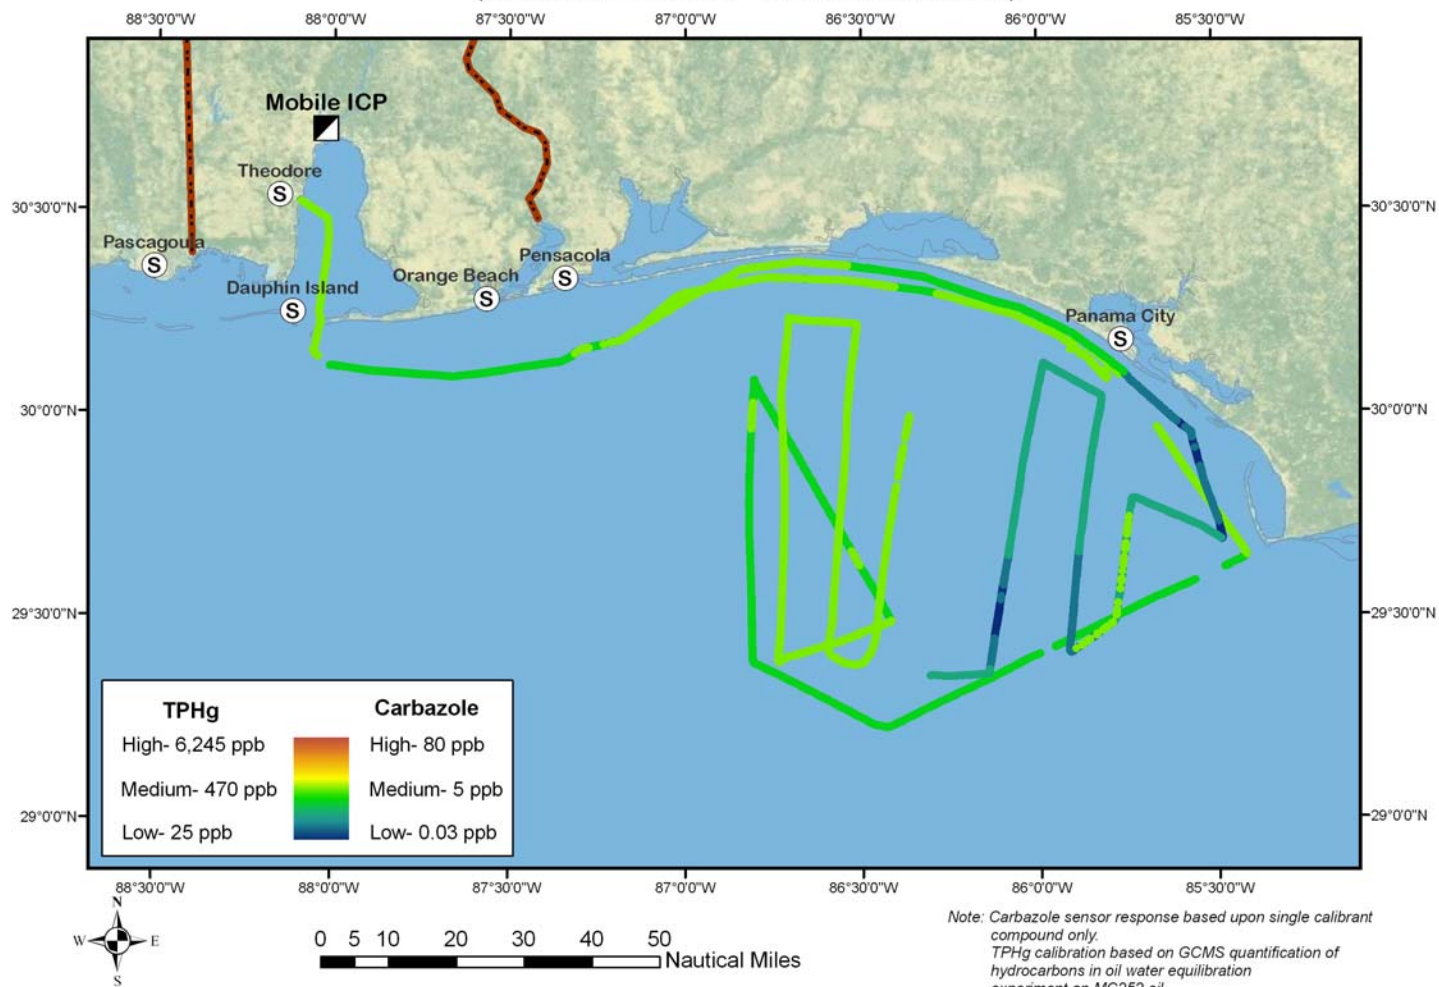 88°30'0"W 88°0'0"W 87°30'0"W 87°0'0"W 86°30'0"W 86°0'0"W 85°30'0"W
Mobile ICP
Theodore
S
30°30'0"N 30°30'0"N
Pascagoula
S
Pensacola
S
Orange Beach
S
Dauphin Island
S
Panama City
S
30°0'0"N 30°0'0"N
29°30'0"N 29°30'0"N
TPHg Carbazole
High- 6,245 ppb High- 80 ppb
Medium- 470 ppb Medium- 5 ppb
Low- 25 ppb Low- 0.03 ppb
29°0'0"N 29°0'0"N
88°30'0"W 88°0'0"W 87°30'0"W 87°0'0"W 86°30'0"W 86°0'0"W 85°30'0"W
N
W E
S
0 5 10 20 30 40 50
Nautical Miles
Note: Carbazole sensor response based upon single calibrant
compound only.
TPHg calibration based on GCMS quantification of
hydrocarbons in oil water equilibration
experiment on MC252 oil